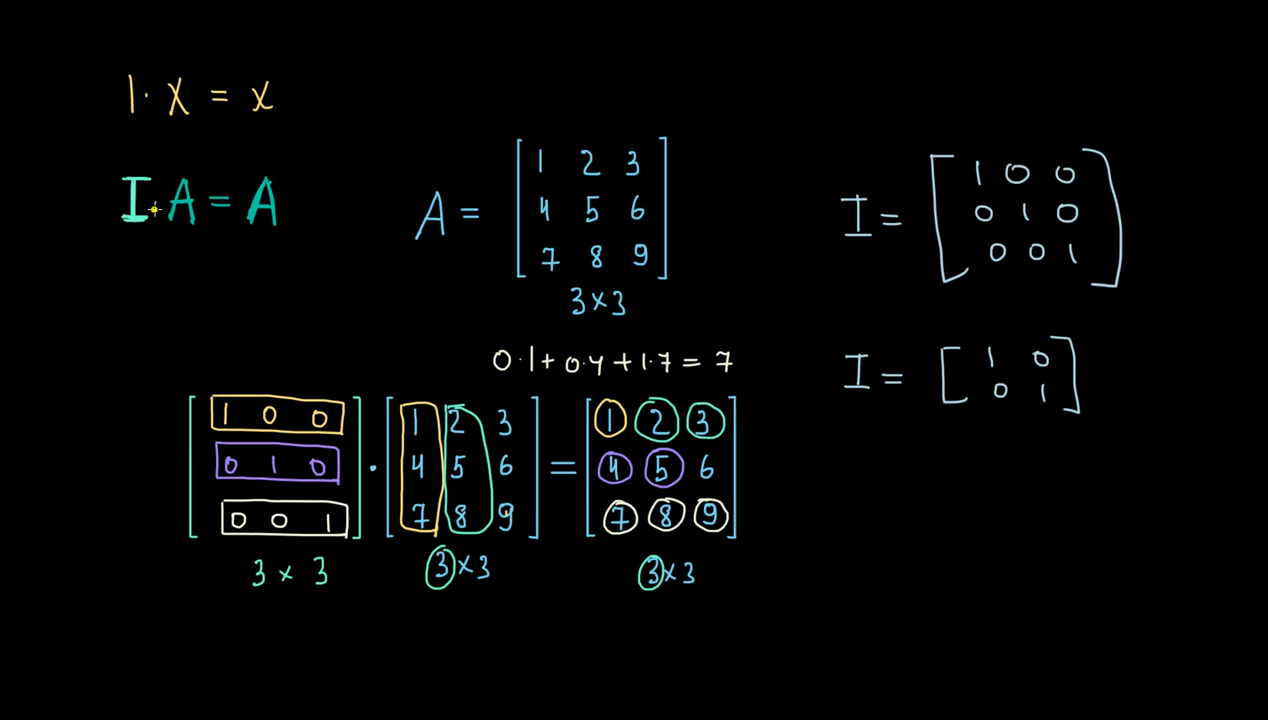 1 · x = x
I · A = A
A = [ 1 2 3
4 5 6
7 8 9 ]
3 × 3
I = [ 1 0 0
0 1 0
0 0 1 ]
0·1 + 0·4 + 1·7 = 7
I = [ 1 0
0 1 ]
[ 1 0 0 ] · [ 1 2 3 ] = [ 1 2 3 ]
[ 0 1 0 ] [ 4 5 6 ] [ 4 5 6 ]
[ 0 0 1 ] [ 7 8 9 ] [ 7 8 9 ]
3 × 3 3 × 3 3 × 3